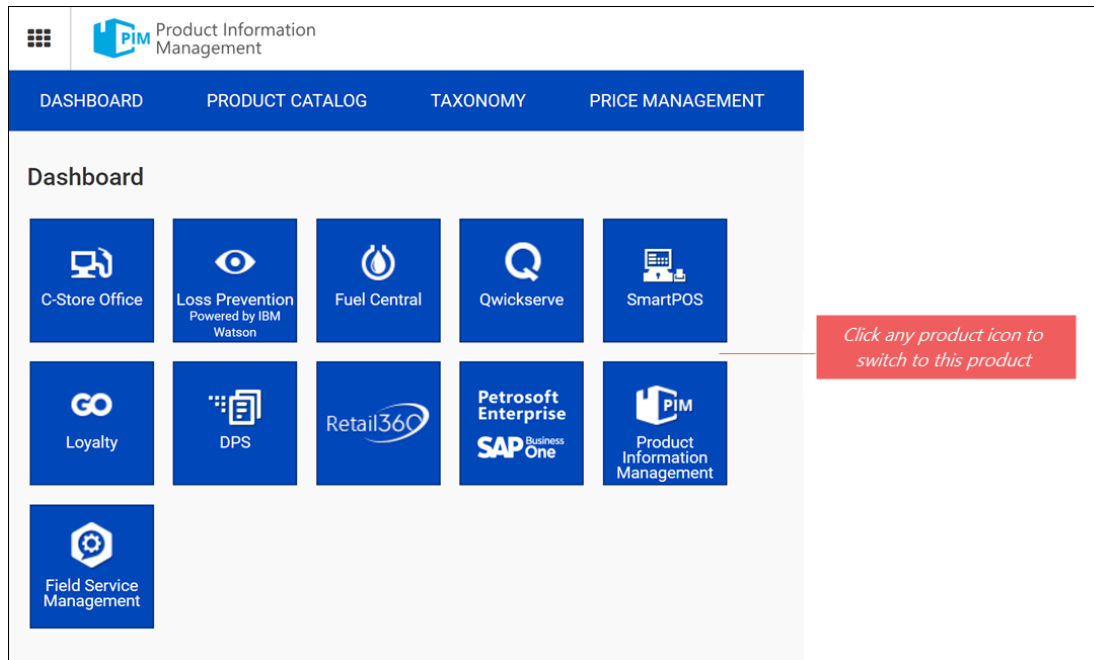 PIM Product Information
Management
DASHBOARD PRODUCT CATALOG TAXONOMY PRICE MANAGEMENT
Dashboard
C-Store Office
Loss Prevention
Powered by IBM
Watson
Fuel Central
Q
Qwickserve
SmartPOS
Click any product icon to
switch to this product
GO
Loyalty
DPS
Retail360
Petrosoft
Enterprise
SAP Business
One
PIM
Product
Information
Management
Field Service
Management